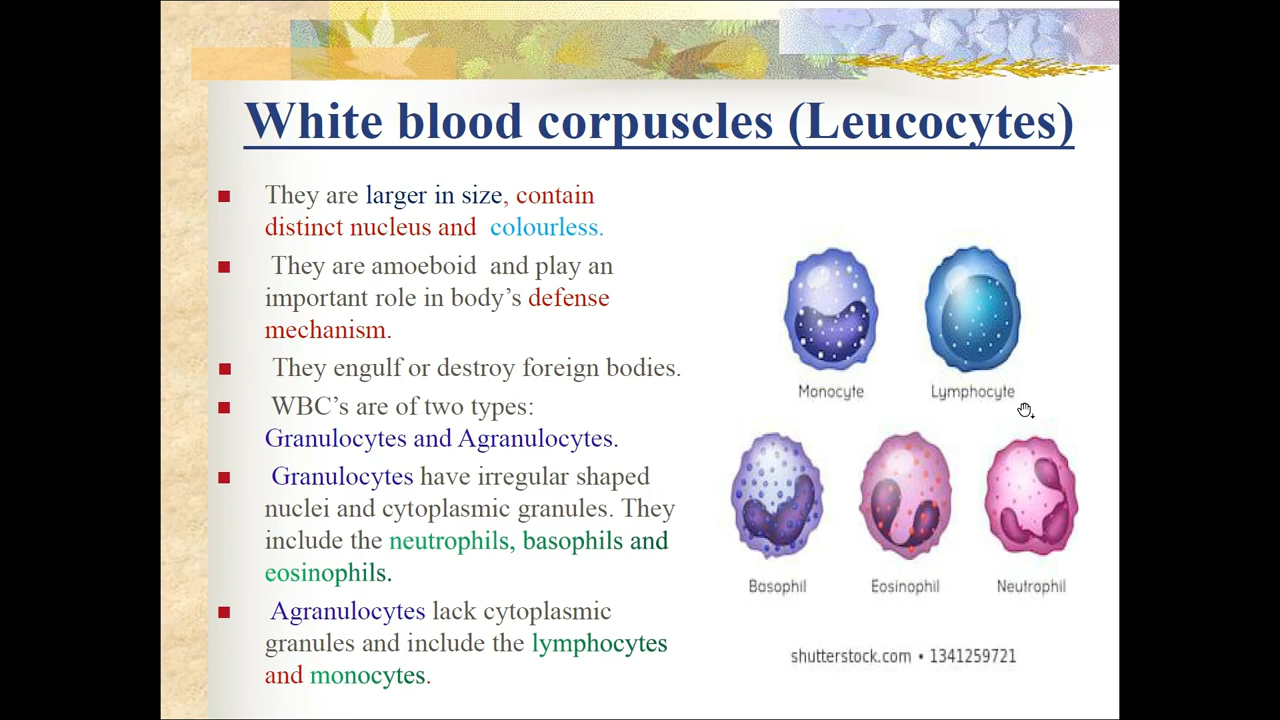 White blood corpuscles (Leucocytes)
They are larger in size, contain
distinct nucleus and colourless.
They are amoeboid and play an
important role in body’s defense
mechanism.
They engulf or destroy foreign bodies.
WBC’s are of two types:
Granulocytes and Agranulocytes.
Granulocytes have irregular shaped
nuclei and cytoplasmic granules. They
include the neutrophils, basophils and
eosinophils.
Agranulocytes lack cytoplasmic
granules and include the lymphocytes
and monocytes.
Monocyte
Lymphocyte
Basophil
Eosinophil
Neutrophil
shutterstock.com • 1341259721